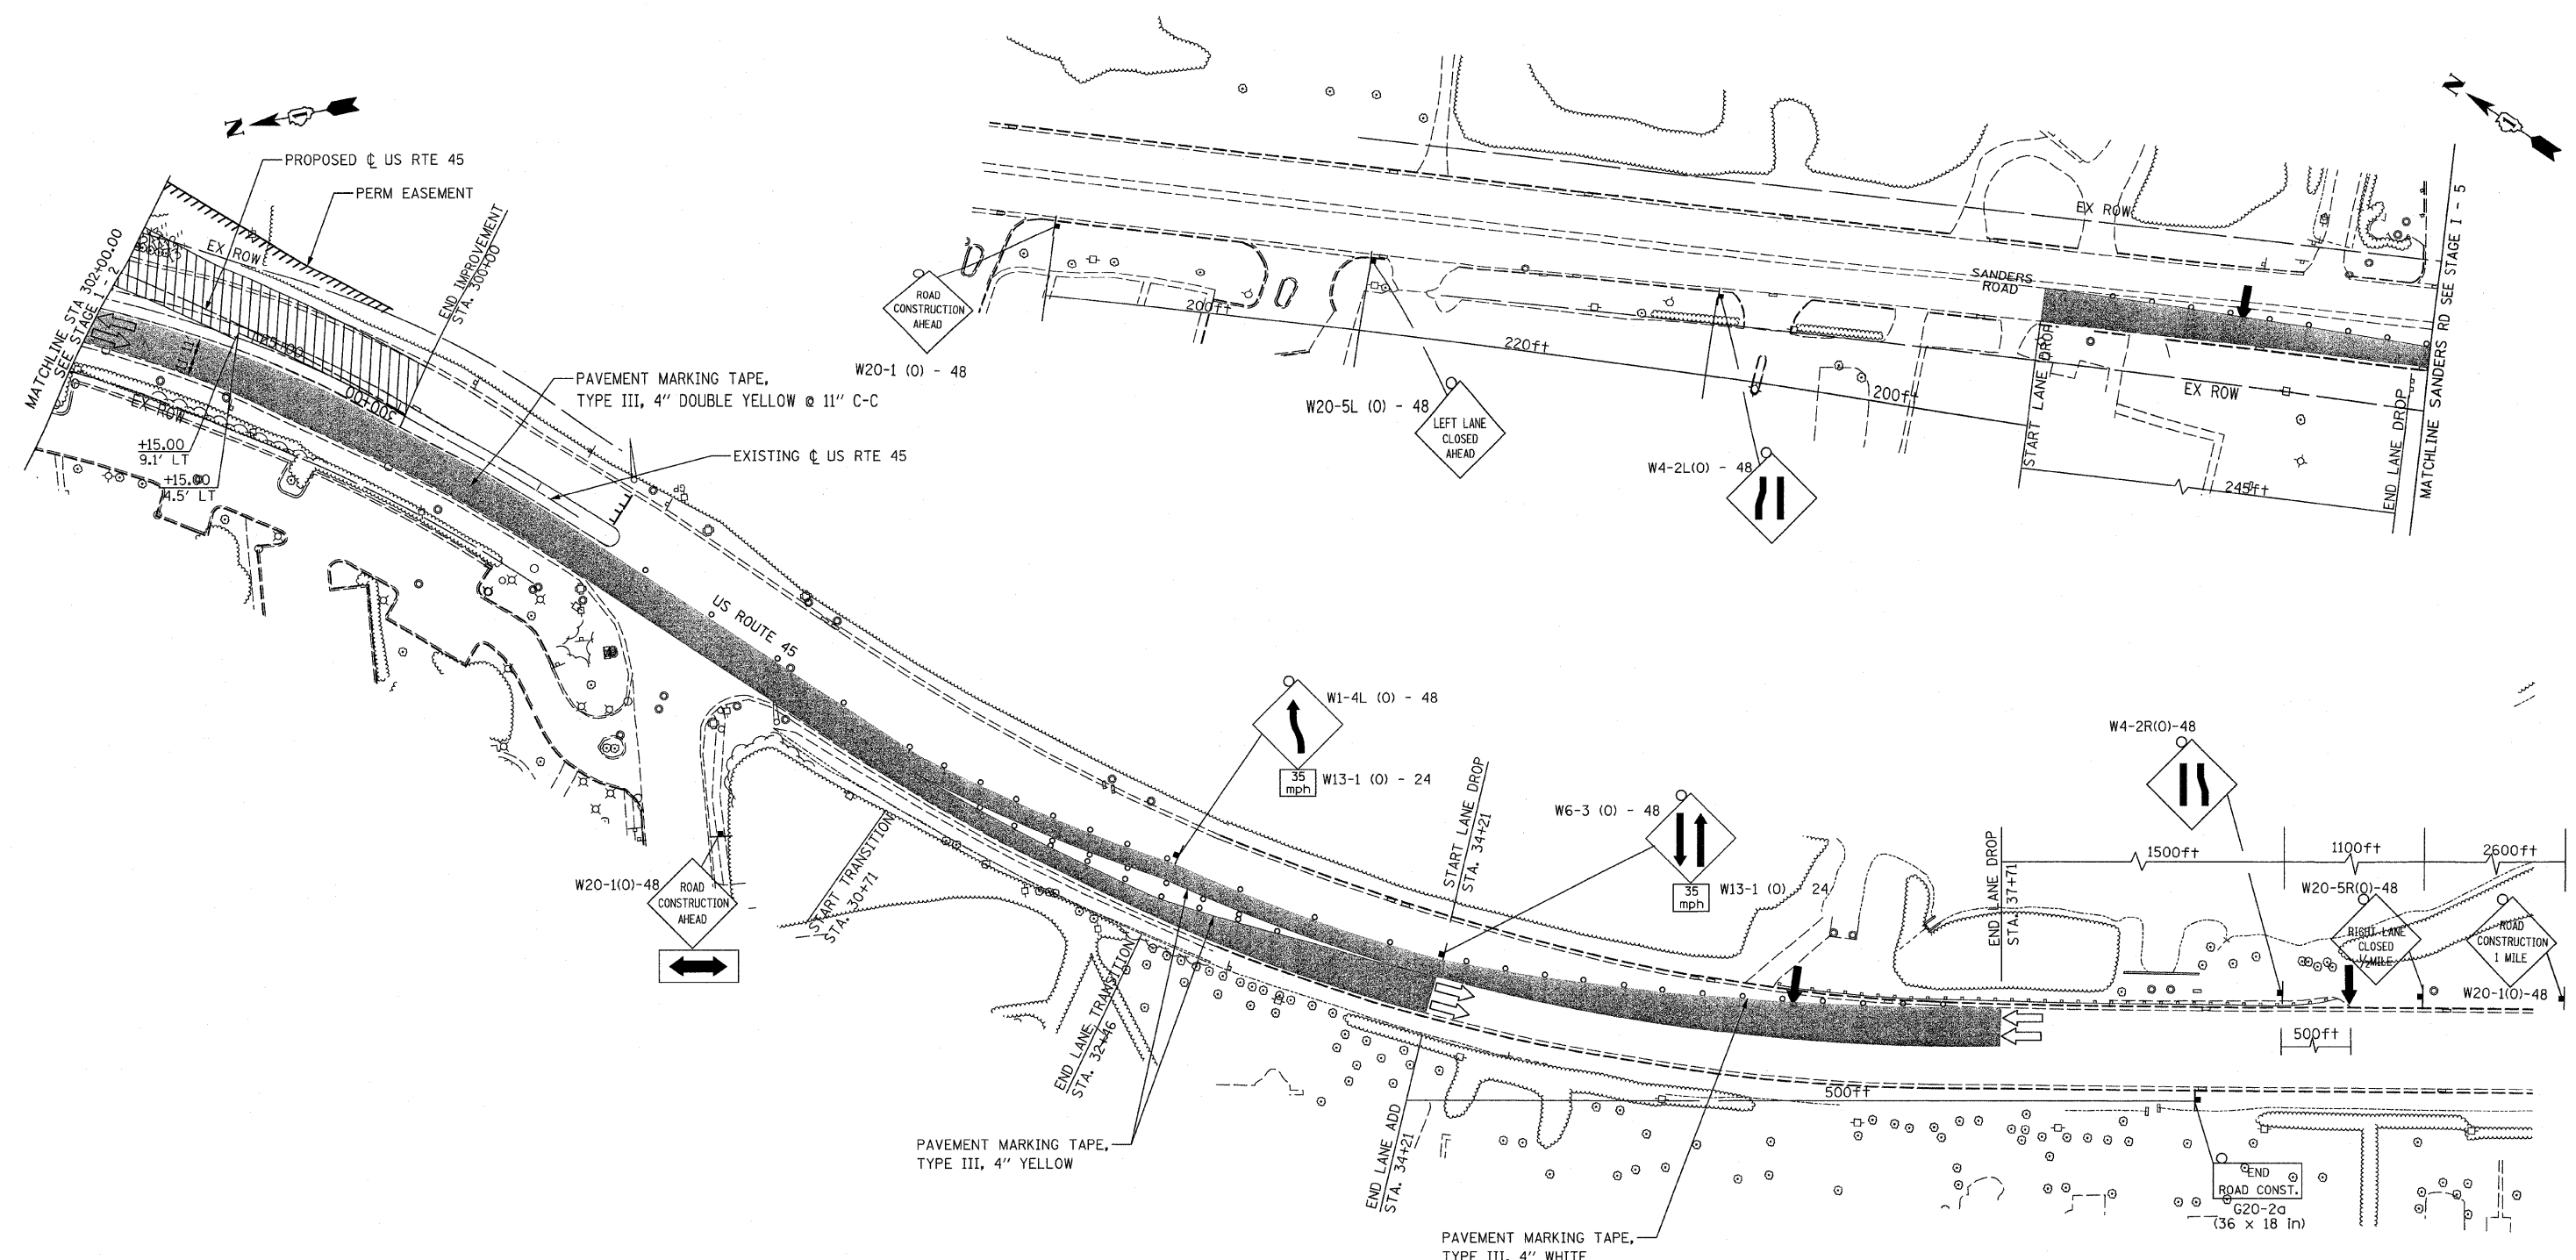 N
PROPOSED ℄ US RTE 45
PERM EASEMENT
MATCHLINE STA 302+00.00
SEE STAGE 1 - 2
EX ROW
END IMPROVEMENT
STA. 30+00
11' 11'
300+00
EX ROW
+15.00
9.1' LT
+15.00
4.5' LT
PAVEMENT MARKING TAPE,
TYPE III, 4" DOUBLE YELLOW @ 11" C-C
EXISTING ℄ US RTE 45
US ROUTE 45
N
EX ROW
SANDERS
ROAD
ROAD
CONSTRUCTION
AHEAD
W20-1 (O) - 48
200ft
220ft
200ft
245ft
W20-5L (O) - 48
LEFT LANE
CLOSED
AHEAD
W4-2L(O) - 48
START LANE DROP
EX ROW
END LANE DROP
MATCHLINE SANDERS RD SEE STAGE 1 - 5
W1-4L (O) - 48
35
mph
W13-1 (O) - 24
START LANE DROP
STA. 34+21
W6-3 (O) - 48
35
mph
W13-1 (O) - 24
W4-2R(O)-48
END LANE DROP
STA. 37+71
1500ft
1100ft
2600ft
W20-5R(O)-48
RIGHT LANE
CLOSED
½ MILE
ROAD
CONSTRUCTION
1 MILE
W20-1(O)-48
500ft
W20-1(O)-48
ROAD
CONSTRUCTION
AHEAD
START TRANSITION
STA. 30+71
END LANE TRANSITION
STA. 32+46
END LANE ADD
STA. 34+21
500ft
PAVEMENT MARKING TAPE,
TYPE III, 4" YELLOW
END
ROAD CONST.
G20-2a
(36 x 18 in)
PAVEMENT MARKING TAPE,
TYPE III, 4" WHITE